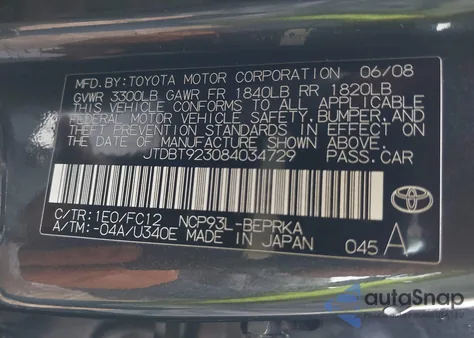 MFD. BY: TOYOTA MOTOR CORPORATION 06/08
GVWR 3300LB GAWR FR 1840LB RR 1820LB
THIS VEHICLE CONFORMS TO ALL APPLICABLE
FEDERAL MOTOR VEHICLE SAFETY, BUMPER, AND
THEFT PREVENTION STANDARDS IN EFFECT
ON THE DATE OF MANUFACTURE SHOWN ABOVE.
JTDBT923084034729 PASS.CAR
C/TR: 1E0/FC12 NCP93L-BEPRKA
A/TM: -04A/U340E MADE IN JAPAN 045 A
TOYOTA
autoSnap